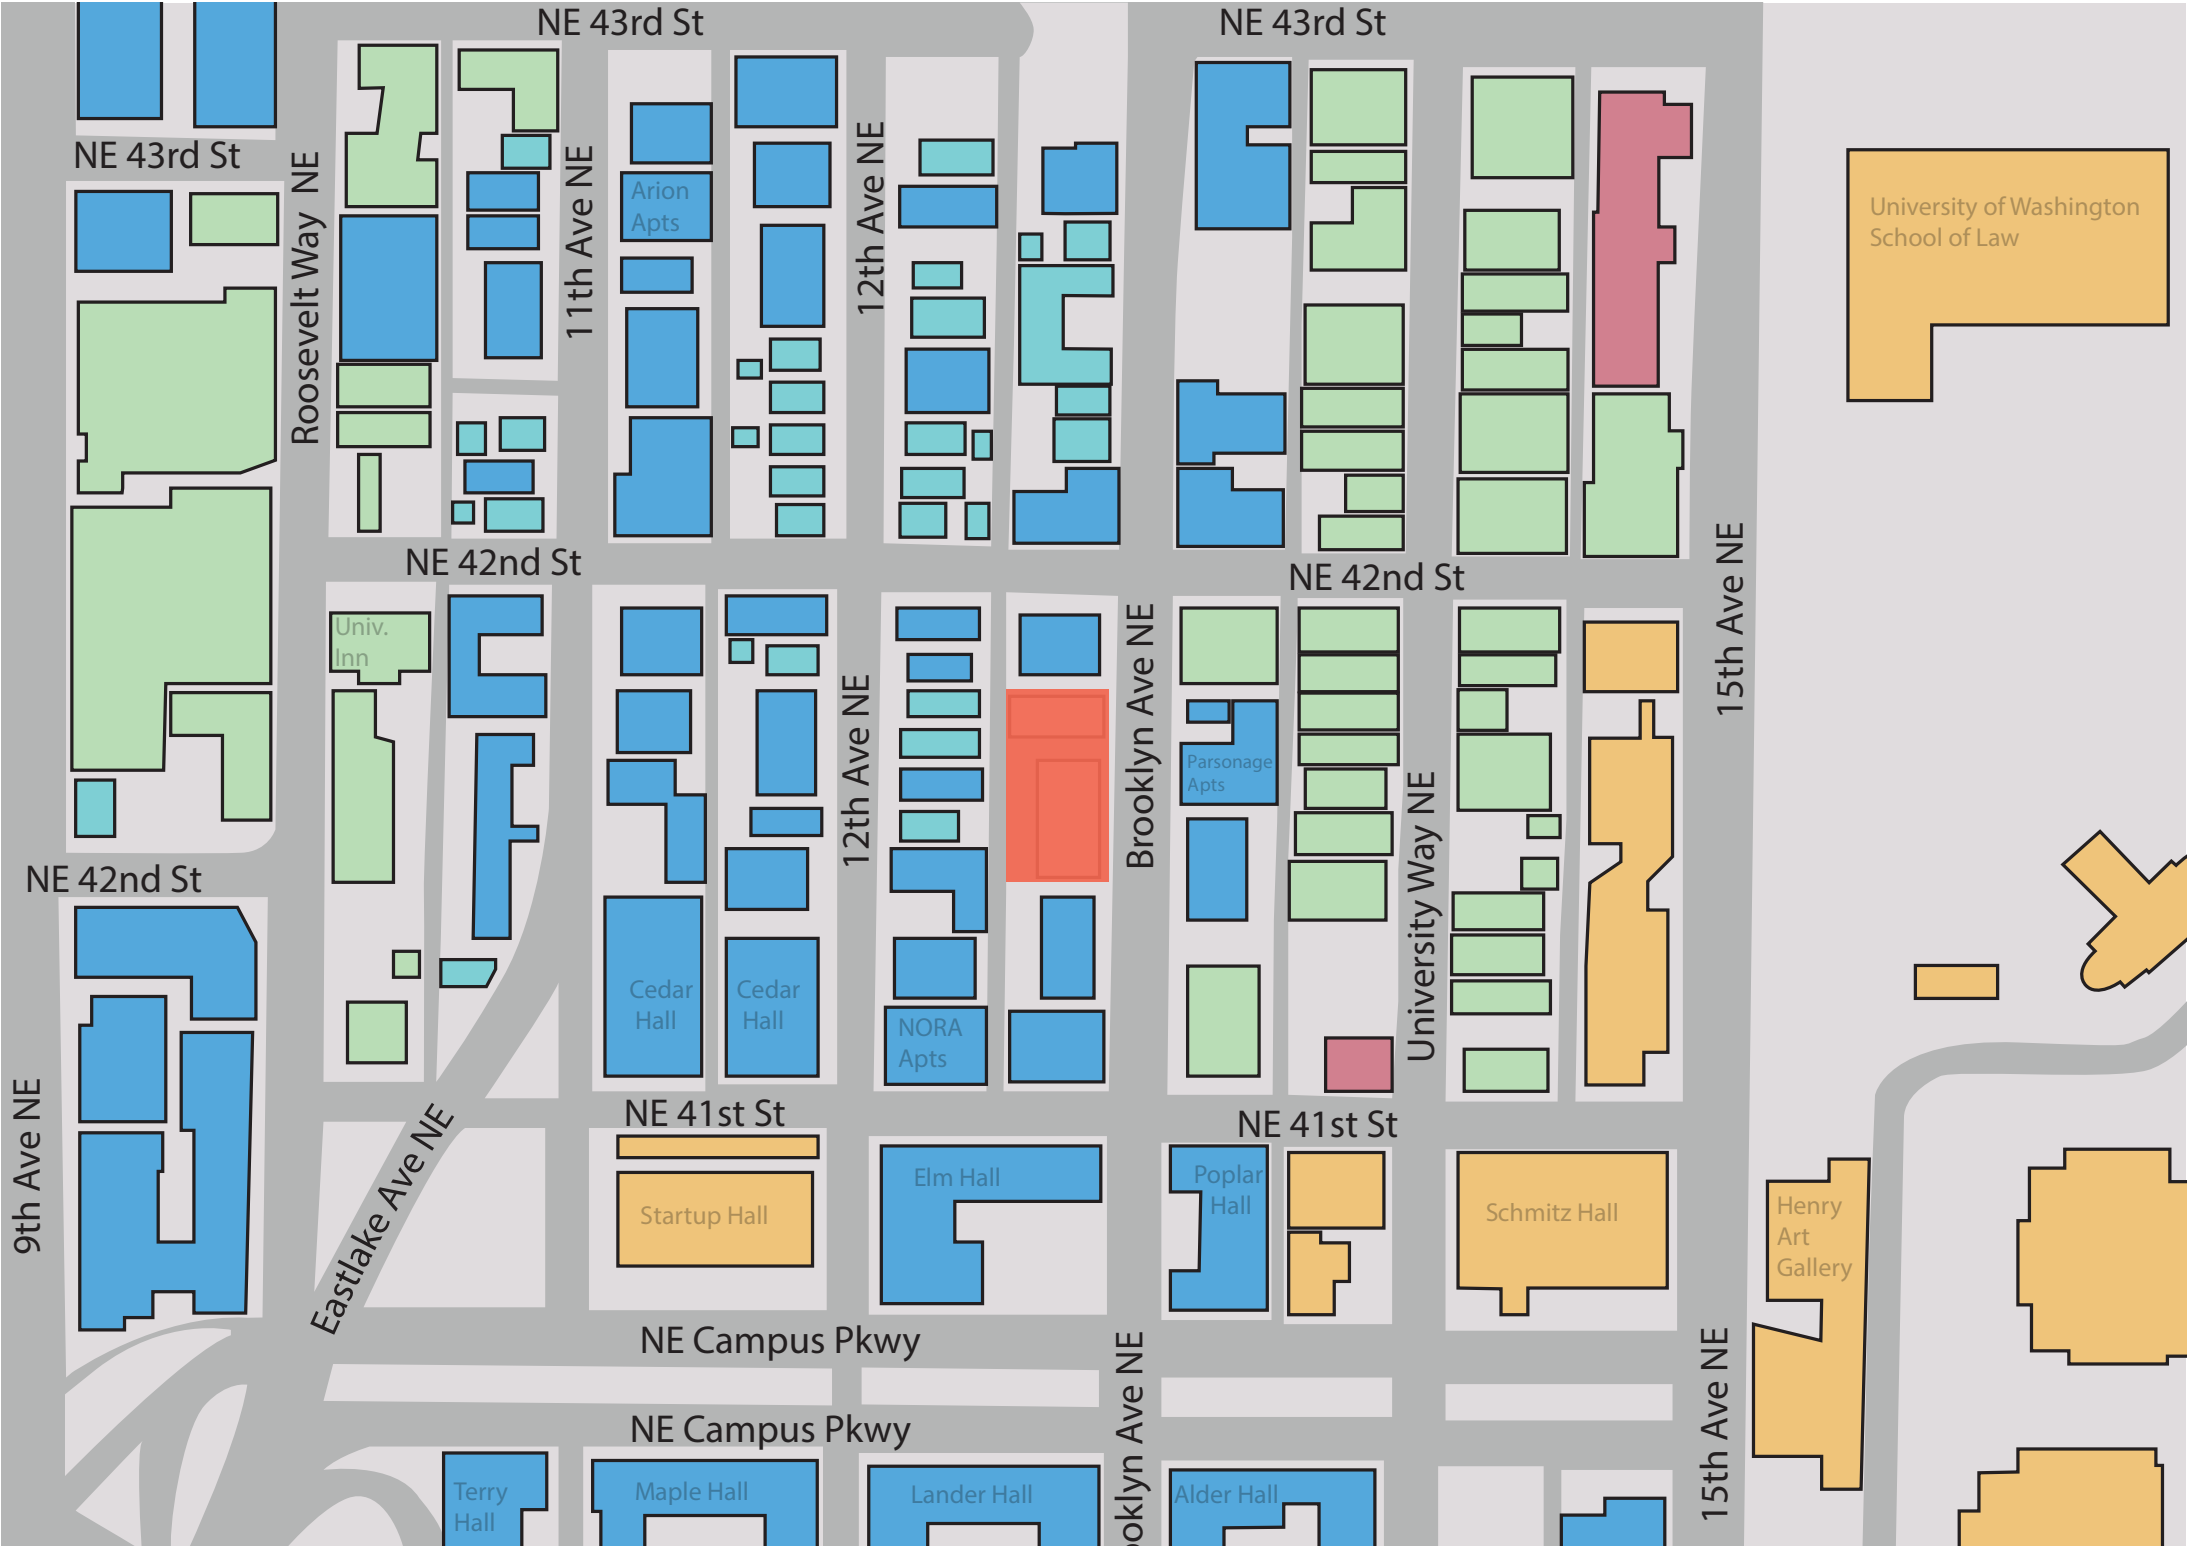 NE 43rd St
NE 43rd St
NE 43rd St
Roosevelt Way NE
11th Ave NE
12th Ave NE
Arion
Apts
University of Washington
School of Law
NE 42nd St
NE 42nd St
15th Ave NE
Univ.
Inn
12th Ave NE
Brooklyn Ave NE
Parsonage
Apts
University Way NE
NE 42nd St
Cedar
Hall
Cedar
Hall
NORA
Apts
9th Ave NE
Eastlake Ave NE
NE 41st St
NE 41st St
Startup Hall
Elm Hall
Poplar
Hall
Schmitz Hall
Henry
Art
Gallery
NE Campus Pkwy
NE Campus Pkwy
ooklyn Ave NE
15th Ave NE
Terry
Hall
Maple Hall
Lander Hall
Alder Hall